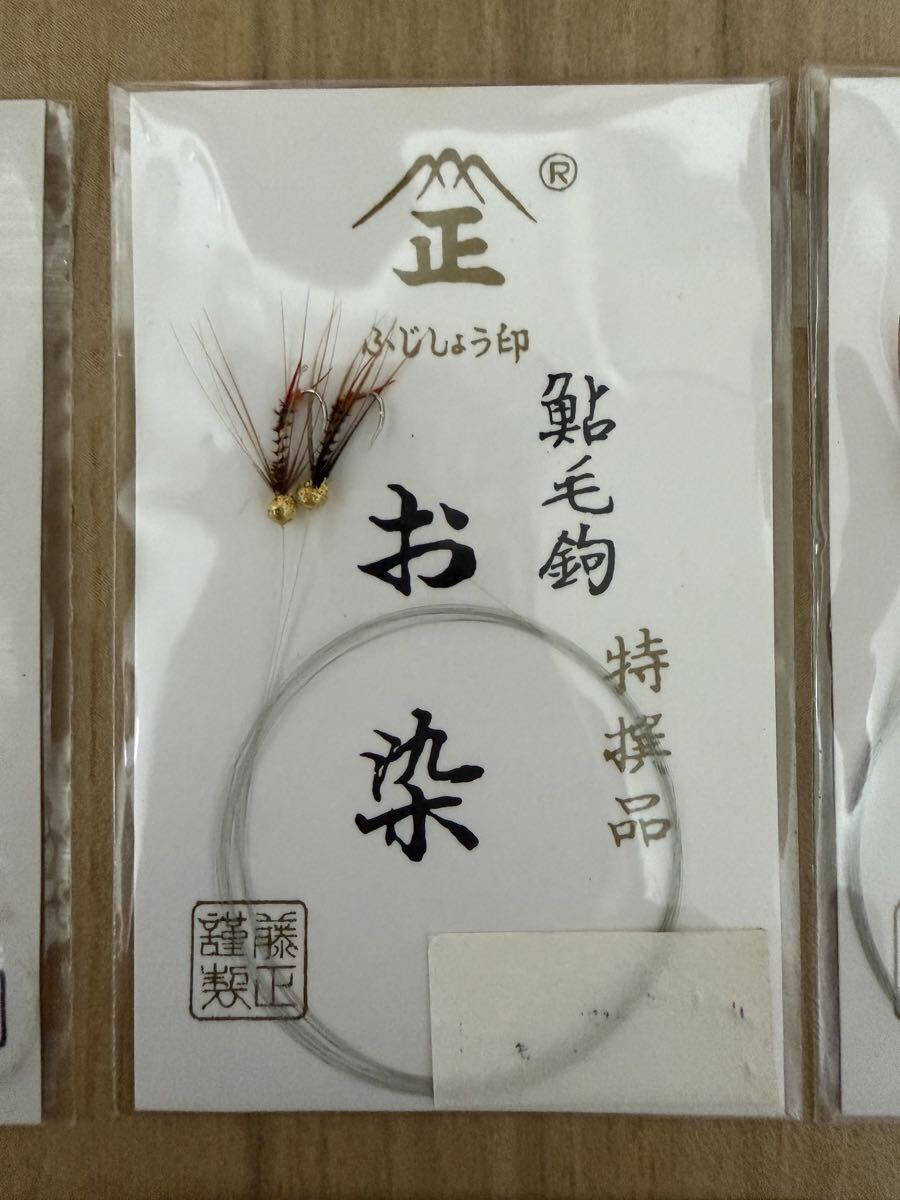 正®
ふじしょう印
鮎毛鉤
特撰品
お染
藤正
謹製